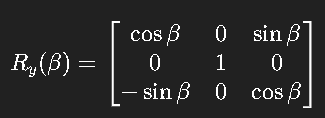 R_y(β) = [ cos β 0 sin β
0 1 0
− sin β 0 cos β ]